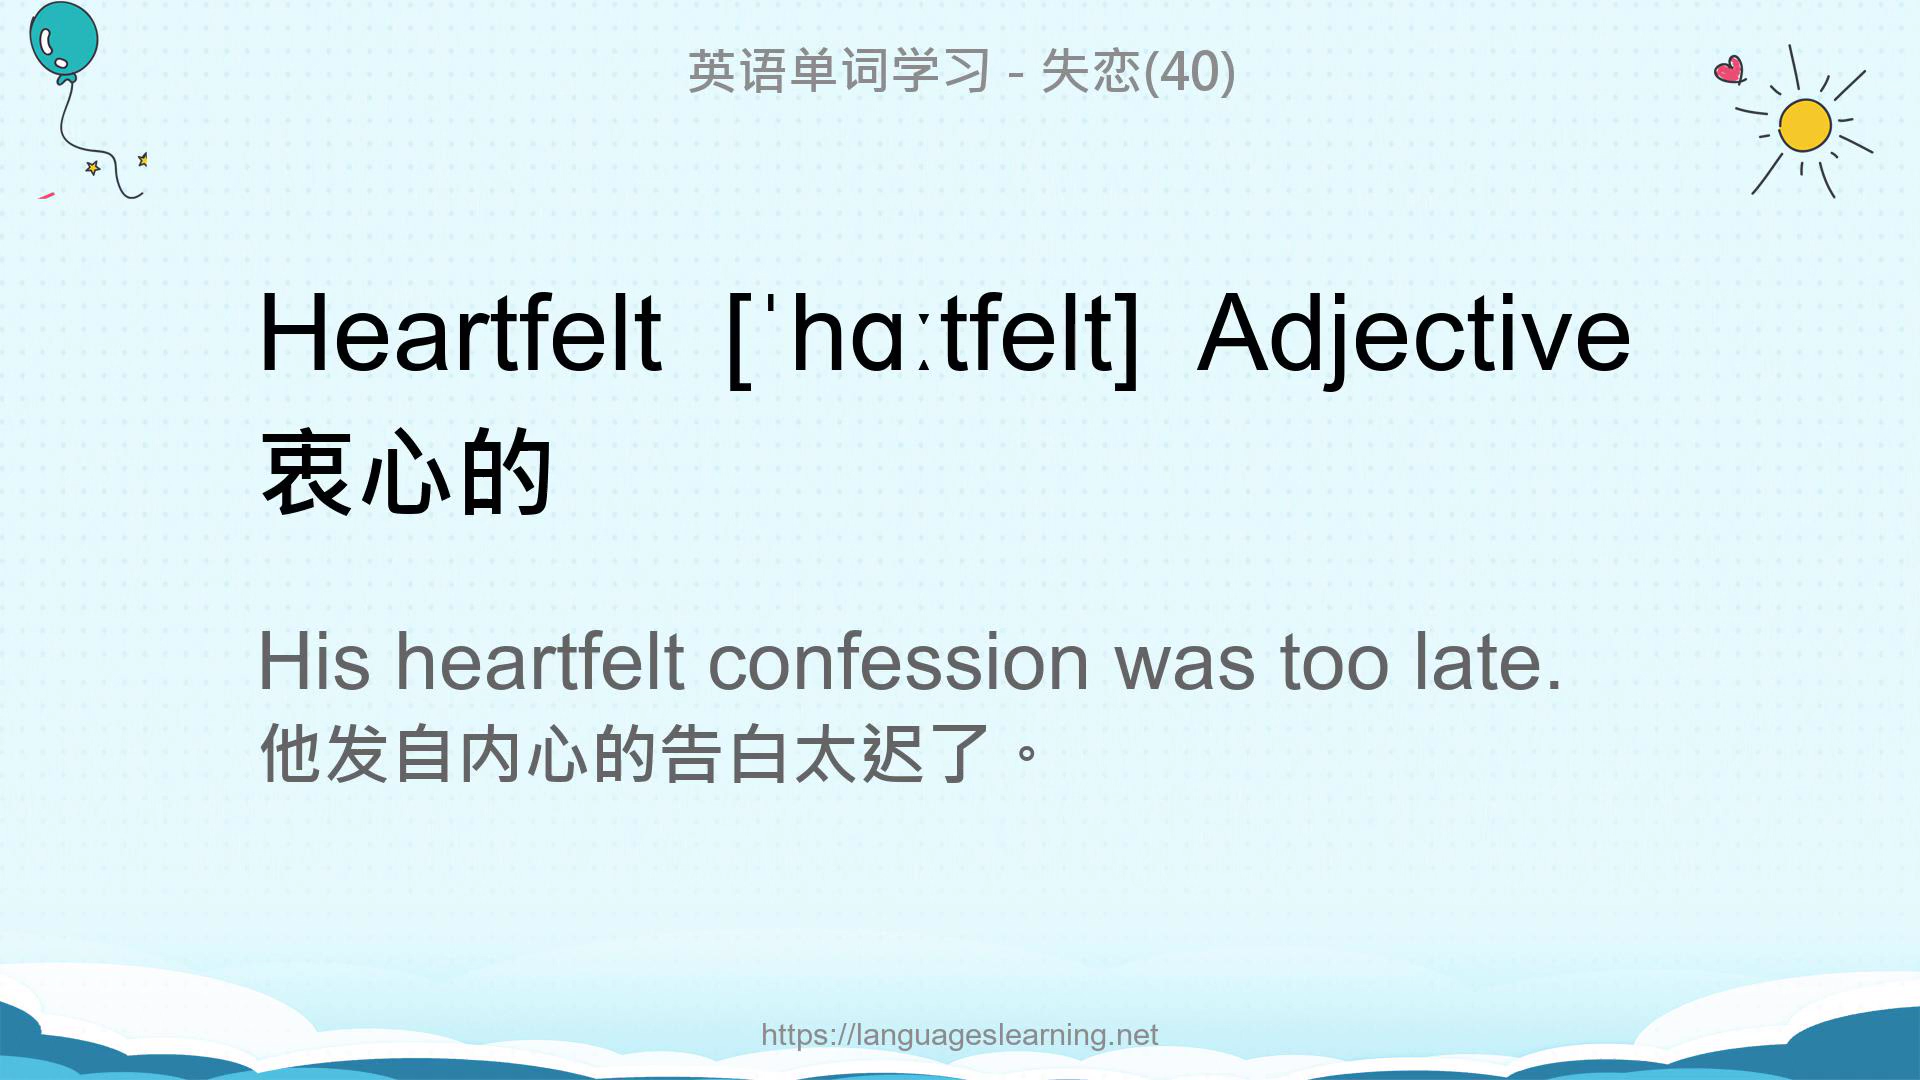 英语单词学习 - 失恋(40)
Heartfelt [ˈhɑːtfelt] Adjective
衷心的
His heartfelt confession was too late.
他发自内心的告白太迟了。
https://languageslearning.net